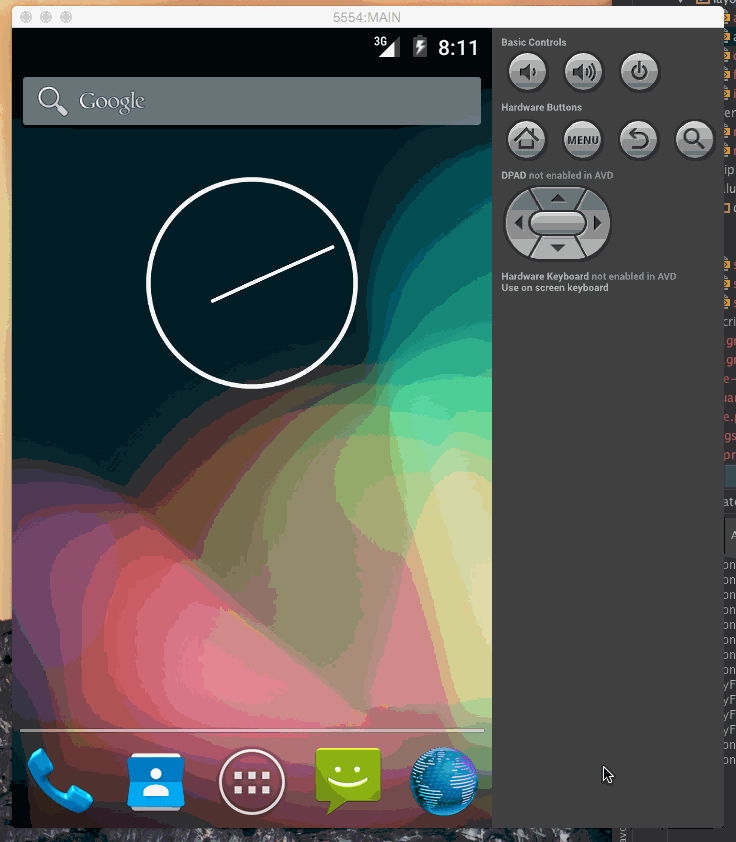 5554:MAIN
3G
8:11
Google
Basic Controls
Hardware Buttons
MENU
DPAD not enabled in AVD
Hardware Keyboard not enabled in AVD
Use on screen keyboard